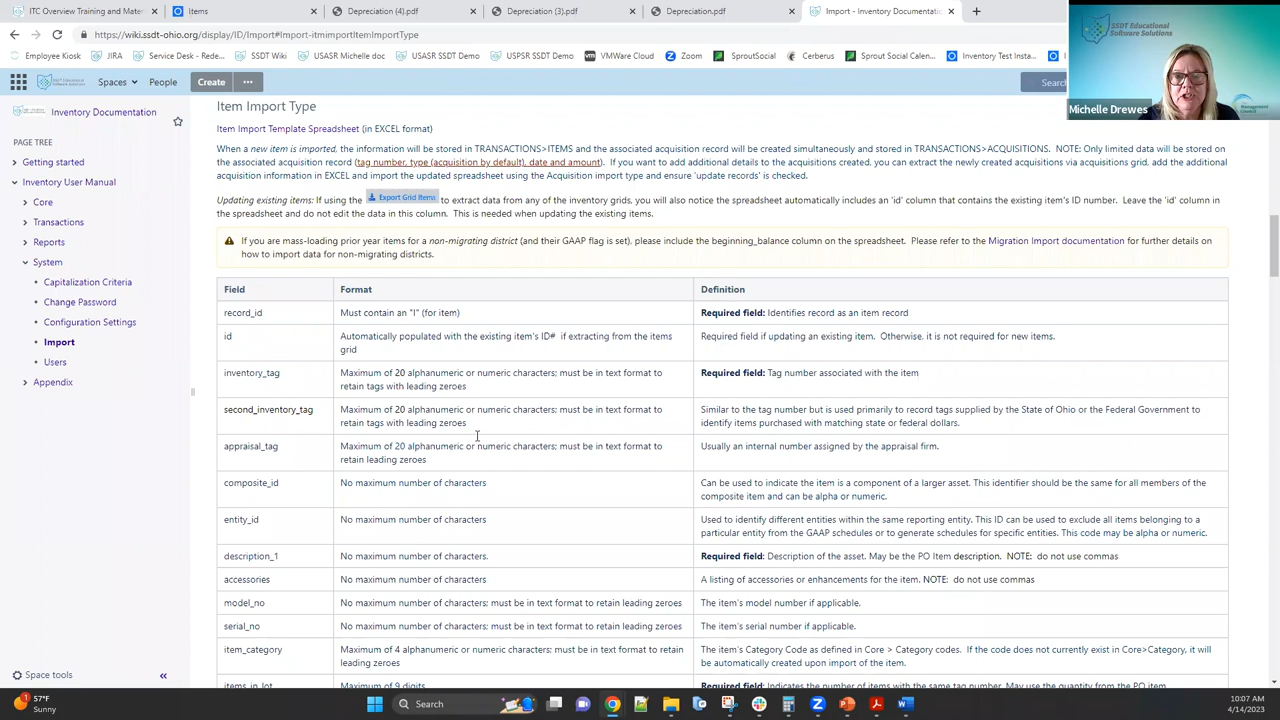 ITC Overview Training and Mater
Items
Depreciation (4).pdf
Depreciation (3).pdf
Depreciation.pdf
Import - Inventory Documentatio
https://wiki.ssdt-ohio.org/display/ID/Import#Import-itmimportItemImportType
Employee Kiosk
JIRA
Service Desk - Rede...
SSDT Wiki
USASR Michelle doc
USASR SSDT Demo
USPSR SSDT Demo
VMWare Cloud
Zoom
SproutSocial
Cerberus
Sprout Social Calen...
Inventory Test Insta...
SSDT Educational
Software Solutions
Management
Council
Michelle Drewes
Spaces
People
Create
Search
Inventory Documentation
PAGE TREE
Getting started
Inventory User Manual
Core
Transactions
Reports
System
Capitalization Criteria
Change Password
Configuration Settings
Import
Users
Appendix
Space tools
Item Import Type
Item Import Template Spreadsheet (in EXCEL format)
When a new item is imported, the information will be stored in TRANSACTIONS>ITEMS and the associated acquisition record will be created simultaneously and stored in TRANSACTIONS>ACQUISITIONS. NOTE: Only limited data will be stored on
the associated acquisition record (tag number, type (acquisition by default), date and amount). If you want to add additional details to the acquisitions created, you can extract the newly created acquisitions via acquisitions grid, add the additional
acquisition information in EXCEL and import the updated spreadsheet using the Acquisition import type and ensure 'update records' is checked.
Updating existing items: If using the Export Grid Items to extract data from any of the inventory grids, you will also notice the spreadsheet automatically includes an 'id' column that contains the existing item's ID number. Leave the 'id' column in
the spreadsheet and do not edit the data in this column. This is needed when updating the existing items.
If you are mass-loading prior year items for a non-migrating district (and their GAAP flag is set), please include the beginning_balance column on the spreadsheet. Please refer to the Migration Import documentation for further details on
how to import data for non-migrating districts.
Field Format Definition
record_id Must contain an "I" (for item) Required field: Identifies record as an item record
id Automatically populated with the existing item's ID# if extracting from the items Required field if updating an existing item. Otherwise, it is not required for new items.
grid
inventory_tag Maximum of 20 alphanumeric or numeric characters; must be in text format to Required field: Tag number associated with the item
retain tags with leading zeroes
second_inventory_tag Maximum of 20 alphanumeric or numeric characters; must be in text format to Similar to the tag number but is used primarily to record tags supplied by the State of Ohio or the Federal Government to
retain tags with leading zeroes identify items purchased with matching state or federal dollars.
appraisal_tag Maximum of 20 alphanumeric or numeric characters; must be in text format to Usually an internal number assigned by the appraisal firm.
retain leading zeroes
composite_id No maximum number of characters Can be used to indicate the item is a component of a larger asset. This identifier should be the same for all members of the
composite item and can be alpha or numeric.
entity_id No maximum number of characters Used to identify different entities within the same reporting entity. This ID can be used to exclude all items belonging to a
particular entity from the GAAP schedules or to generate schedules for specific entities. This code may be alpha or numeric.
description_1 No maximum number of characters. Required field: Description of the asset. May be the PO Item description. NOTE: do not use commas
accessories No maximum number of characters A listing of accessories or enhancements for the item. NOTE: do not use commas
model_no No maximum number of characters; must be in text format to retain leading zeroes The item's model number if applicable.
serial_no No maximum number of characters; must be in text format to retain leading zeroes The item's serial number if applicable.
item_category Maximum of 4 alphanumeric or numeric characters; must be in text format to retain The item's Category Code as defined in Core > Category codes. If the code does not currently exist in Core>Category, it will
leading zeroes be automatically created upon import of the item.
items_in_lot Maximum of 9 digits Required field: Indicates the number of items with the same tag number. May use the quantity from the PO item
57°F
Sunny
Search
10:07 AM
4/14/2023